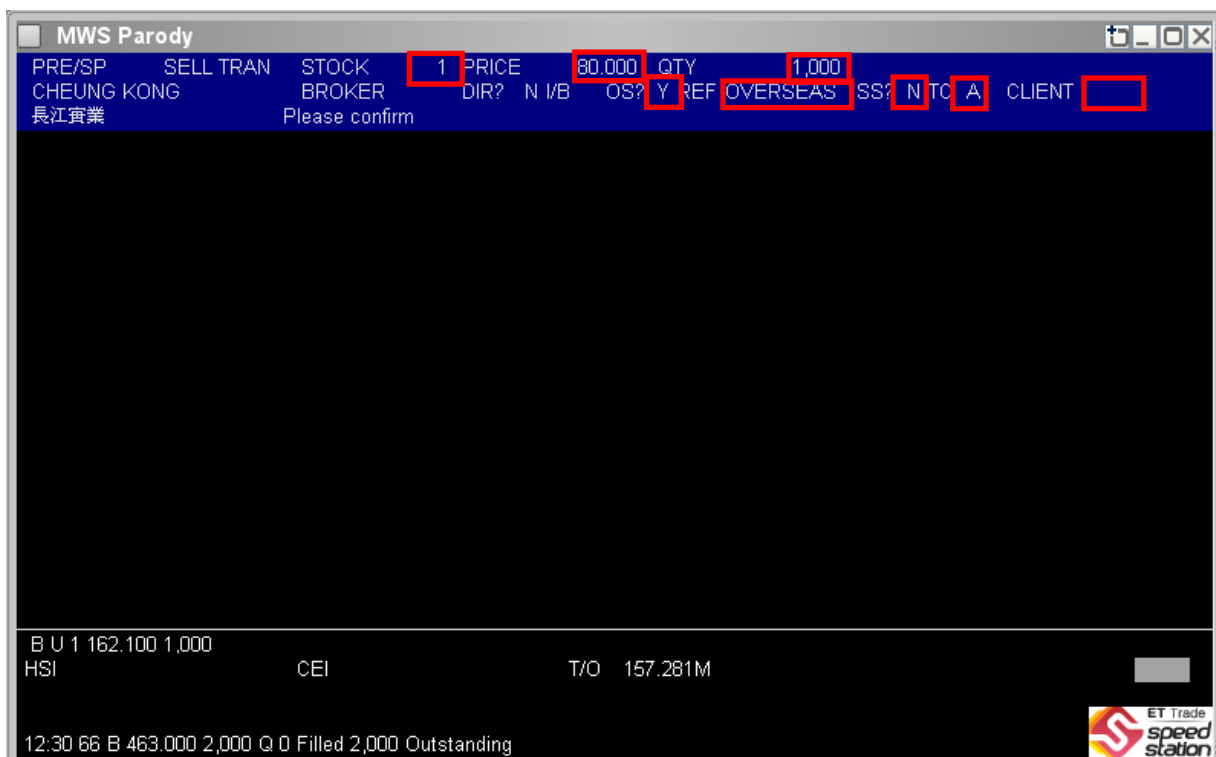 MWS Parody
PRE/SP SELL TRAN STOCK 1 PRICE 80.000 QTY 1,000
CHEUNG KONG BROKER DIR? N I/B OS? Y REF OVERSEAS SS? N TC A CLIENT
長江實業 Please confirm
B U 1 162.100 1,000
HSI CEI T/O 157.281M
ET Trade
speed
station
12:30 66 B 463.000 2,000 Q 0 Filled 2,000 Outstanding